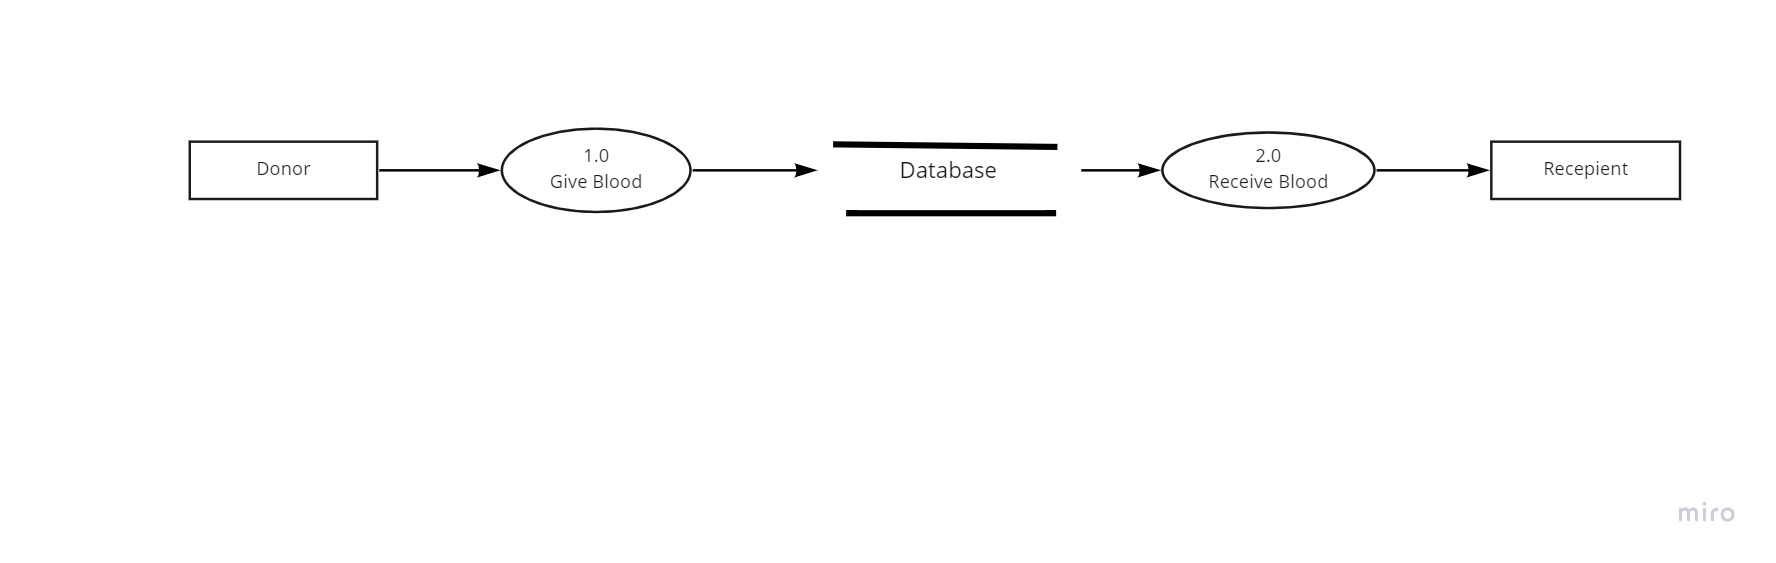 Donor
1.0
Give Blood
Database
2.0
Receive Blood
Recepient
miro